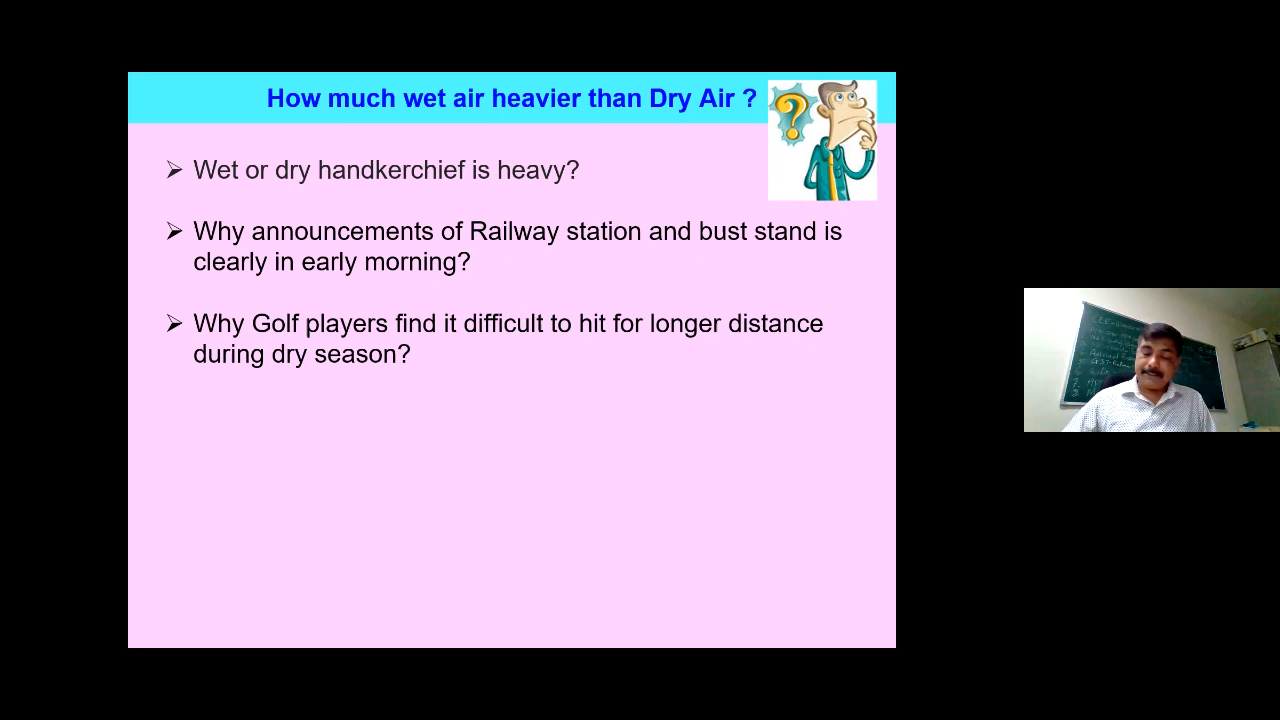 How much wet air heavier than Dry Air ?
➢ Wet or dry handkerchief is heavy?
➢ Why announcements of Railway station and bust stand is
clearly in early morning?
➢ Why Golf players find it difficult to hit for longer distance
during dry season?